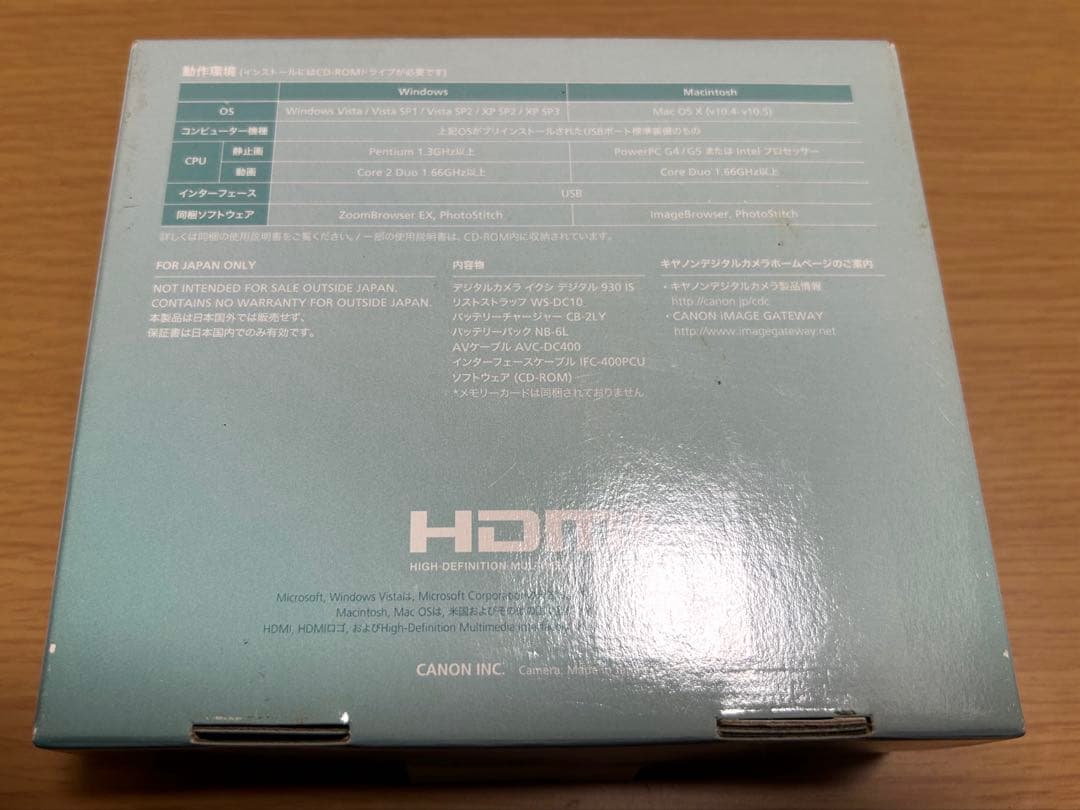 動作環境 (インストールにはCD-ROMドライブが必要です)
Windows Macintosh
OS Windows Vista / Vista SP1 / Vista SP2 / XP SP2 / XP SP3 Mac OS X (v10.4-v10.5)
コンピューター機種 上記OSがプリインストールされたUSBポート標準装備のもの
CPU 静止画 Pentium 1.3GHz以上 PowerPC G4 / G5 または Intel プロセッサー
動画 Core 2 Duo 1.66GHz以上 Core Duo 1.66GHz以上
インターフェース USB
同梱ソフトウェア ZoomBrowser EX, PhotoStitch ImageBrowser, PhotoStitch
詳しくは同梱の使用説明書をご覧ください。/ 一部の使用説明書は、CD-ROM内に収納されています。
FOR JAPAN ONLY
NOT INTENDED FOR SALE OUTSIDE JAPAN.
CONTAINS NO WARRANTY FOR OUTSIDE JAPAN.
本製品は日本国外では販売せず、
保証書は日本国内でのみ有効です。
内容物
デジタルカメラ イクシ デジタル 930 IS
リストストラップ WS-DC10
バッテリーチャージャー CB-2LY
バッテリーパック NB-6L
AVケーブル AVC-DC400
インターフェースケーブル IFC-400PCU
ソフトウェア (CD-ROM)
*メモリーカードは同梱されておりません
キヤノンデジタルカメラホームページのご案内
・キヤノンデジタルカメラ製品情報
http://canon.jp/cdc
・CANON iMAGE GATEWAY
http://www.imagegateway.net
HDMI
HIGH-DEFINITION
Microsoft, Windows Vistaは, Microsoft Corporation
Macintosh, Mac OSは, 米国およびその他の国
HDMI, HDMIロゴ, およびHigh-Definition Multimedia
CANON INC. Camera, Made in